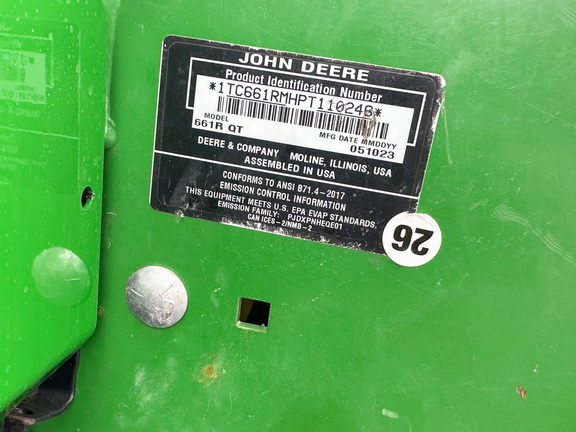 JOHN DEERE
Product Identification Number
*1TC661RMHPT110246*
MODEL
661R QT
MFG DATE MMDDYY
051023
DEERE & COMPANY MOLINE, ILLINOIS, USA
ASSEMBLED IN USA
CONFORMS TO ANSI B71.4-2017
EMISSION CONTROL INFORMATION
THIS EQUIPMENT MEETS U.S. EPA EVAP STANDARDS,
EMISSION FAMILY: PJDXPNHEQE01
CAN ICES-2/NMB-2
26